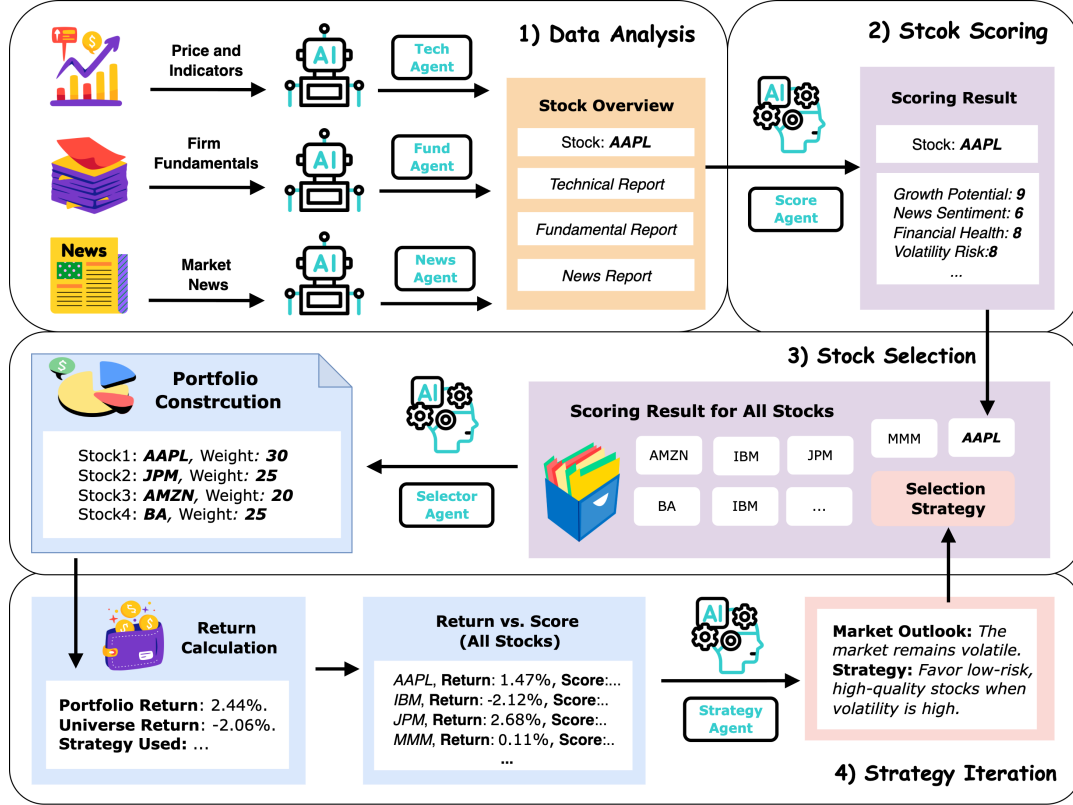 1) Data Analysis
Price and
Indicators
AI
Tech
Agent
Firm
Fundamentals
AI
Fund
Agent
News
Market
News
AI
News
Agent
Stock Overview
Stock: AAPL
Technical Report
Fundamental Report
News Report
2) Stcok Scoring
AI
Score
Agent
Scoring Result
Stock: AAPL
Growth Potential: 9
News Sentiment: 6
Financial Health: 8
Volatility Risk:8
...
3) Stock Selection
Scoring Result for All Stocks
AMZN
IBM
JPM
MMM
AAPL
BA
IBM
...
Selection
Strategy
AI
Selector
Agent
Portfolio
Constrcution
Stock1: AAPL, Weight: 30
Stock2: JPM, Weight: 25
Stock3: AMZN, Weight: 20
Stock4: BA, Weight: 25
Return
Calculation
Portfolio Return: 2.44%.
Universe Return: -2.06%.
Strategy Used: ...
Return vs. Score
(All Stocks)
AAPL, Return: 1.47%, Score:...
IBM, Return: -2.12%, Score:..
JPM, Return: 2.68%, Score:..
MMM, Return: 0.11%, Score:..
...
AI
Strategy
Agent
Market Outlook: The
market remains volatile.
Strategy: Favor low-risk,
high-quality stocks when
volatility is high.
4) Strategy Iteration